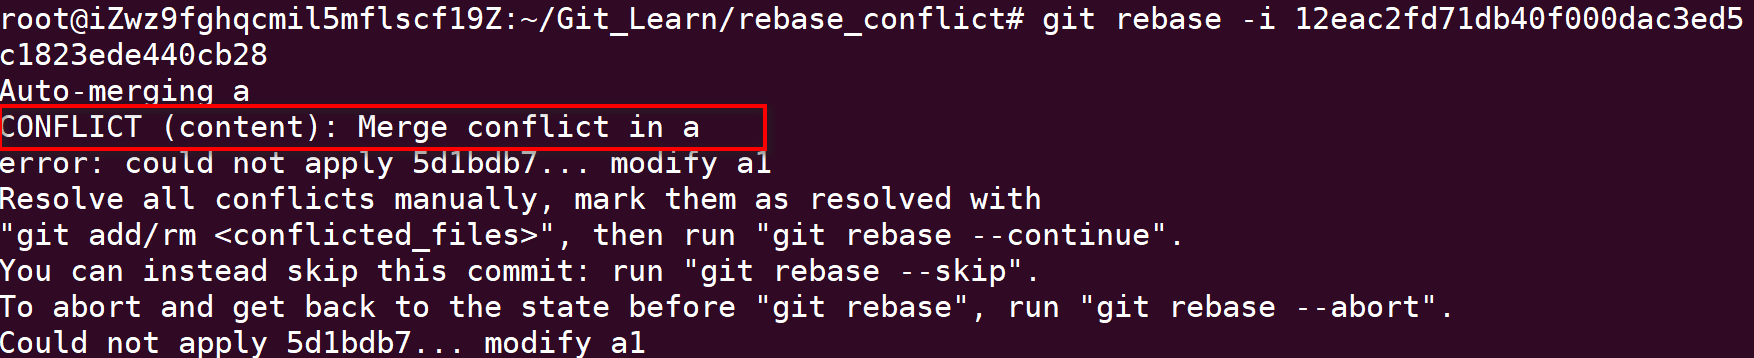 root@iZwz9fghqcmil5mflscf19Z:~/Git_Learn/rebase_conflict# git rebase -i 12eac2fd71db40f000dac3ed5
c1823ede440cb28
Auto-merging a
CONFLICT (content): Merge conflict in a
error: could not apply 5d1bdb7... modify a1
Resolve all conflicts manually, mark them as resolved with
"git add/rm <conflicted_files>", then run "git rebase --continue".
You can instead skip this commit: run "git rebase --skip".
To abort and get back to the state before "git rebase", run "git rebase --abort".
Could not apply 5d1bdb7... modify a1